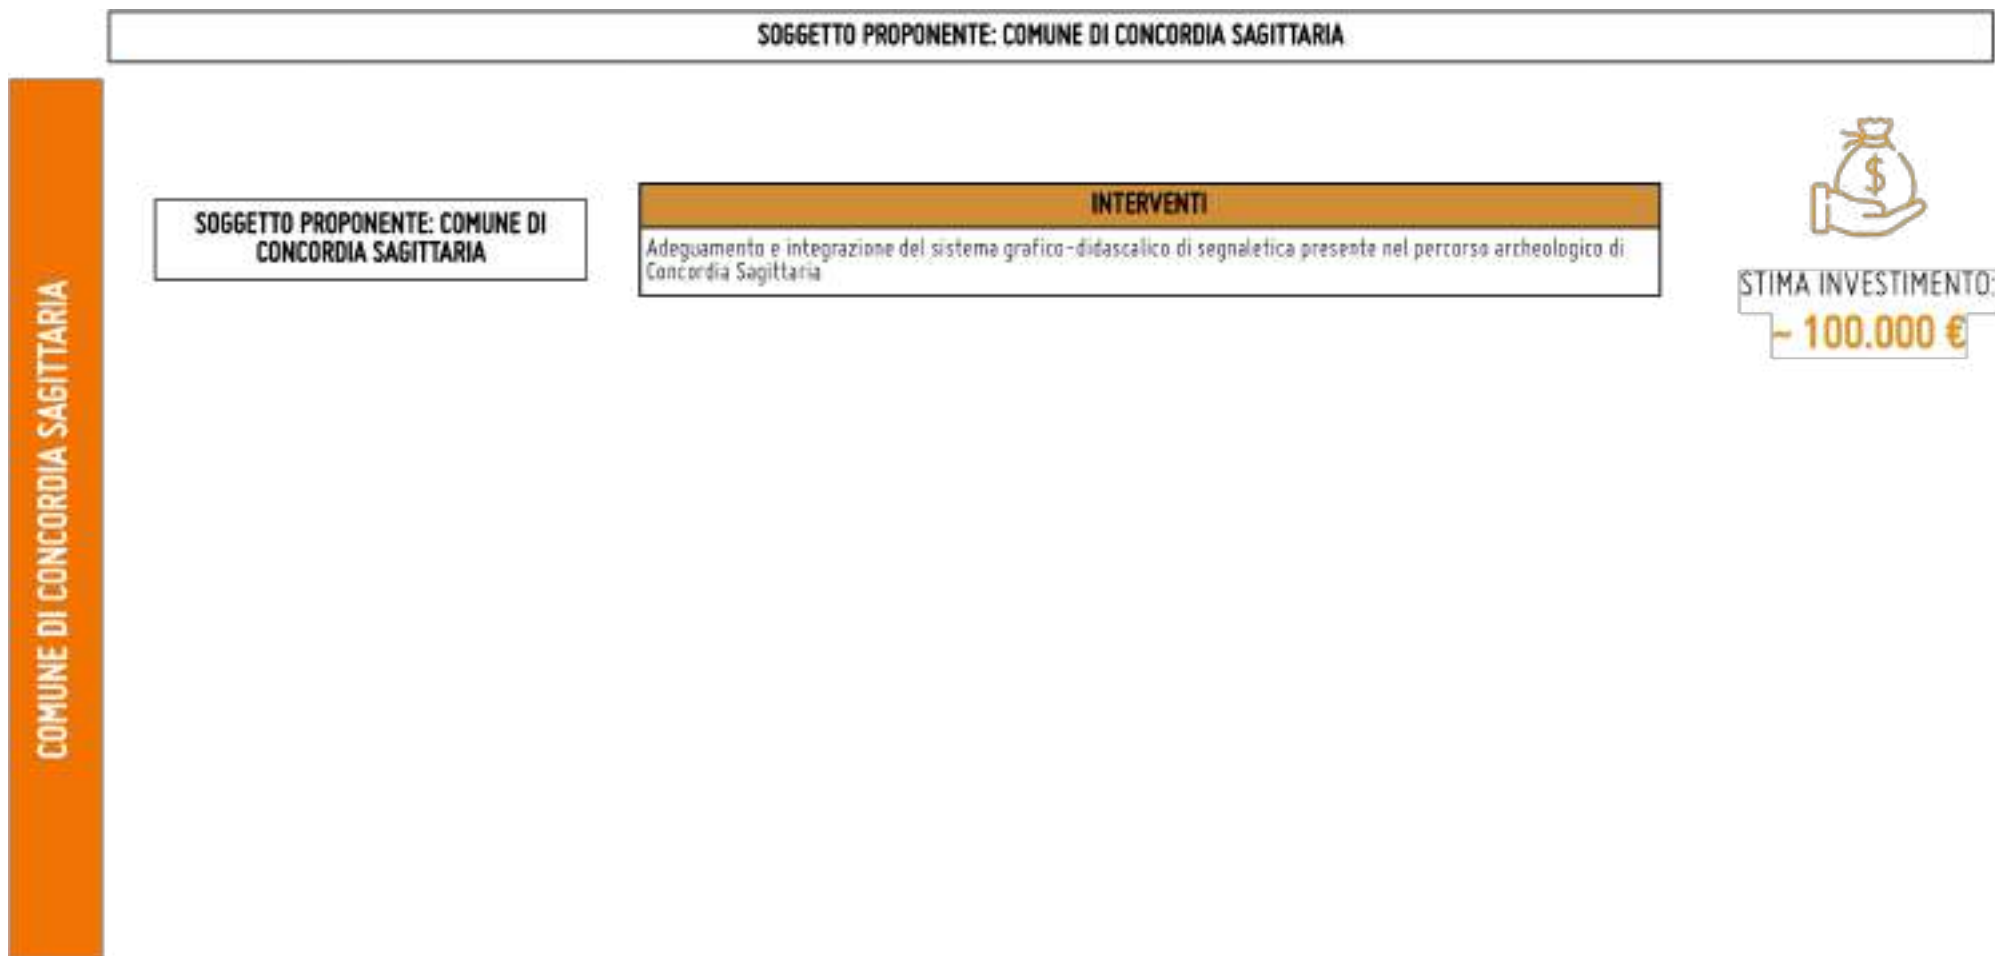 SOGGETTO PROPONENTE: COMUNE DI CONCORDIA SAGITTARIA
COMUNE DI CONCORDIA SAGITTARIA
SOGGETTO PROPONENTE: COMUNE DI
CONCORDIA SAGITTARIA
INTERVENTI
Adeguamento e integrazione del sistema grafico-didascalico di segnaletica presente nel percorso archeologico di
Concordia Sagittaria
$
STIMA INVESTIMENTO:
~ 100.000 €